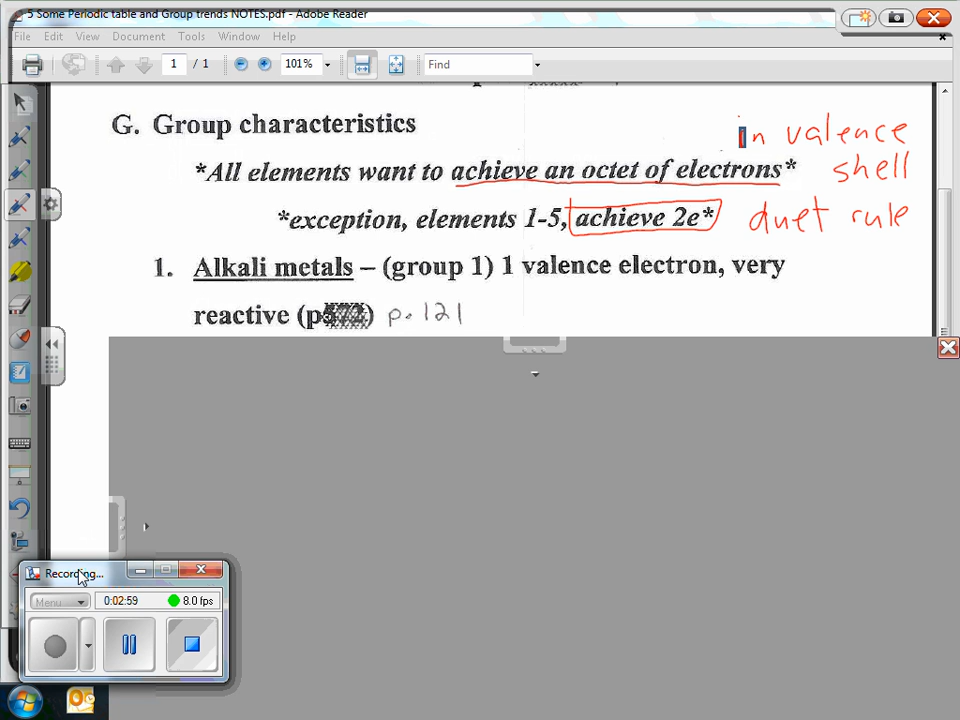 5 Some Periodic table and Group trends NOTES.pdf - Adobe Reader
File Edit View Document Tools Window Help
1 / 1 101% Find
G. Group characteristics
in valence
*All elements want to achieve an octet of electrons* shell
*exception, elements 1-5, achieve 2e* duet rule
1. Alkali metals – (group 1) 1 valence electron, very
reactive (p ) p. 121
Recording...
Menu 0:02:59 8.0 fps